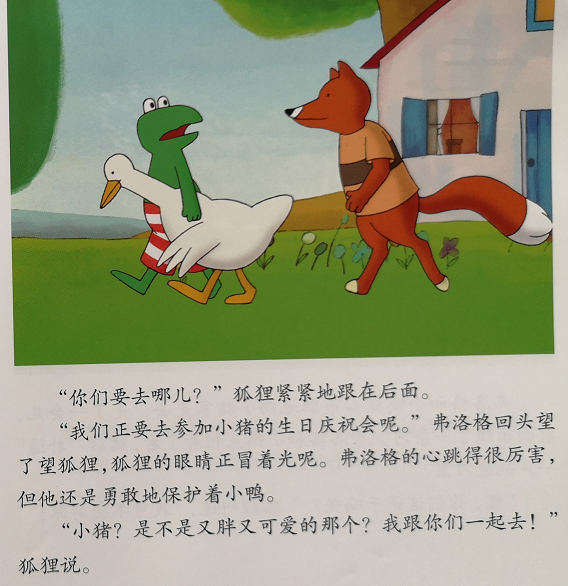 “你们要去哪儿？”狐狸紧紧地跟在后面。
“我们正要去参加小猪的生日庆祝会呢。”弗洛格回头望
了望狐狸，狐狸的眼睛正冒着光呢。弗洛格的心跳得很厉害，
但他还是勇敢地保护着小鸭。
“小猪？是不是又胖又可爱的那个？我跟你们一起去！”
狐狸说。